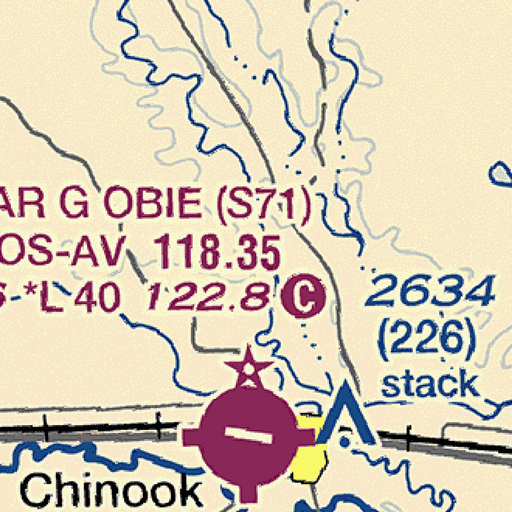 AR G OBIE (S71)
OS-AV 118.35
*L 40 122.8 C
2634
(226)
stack
Chinook